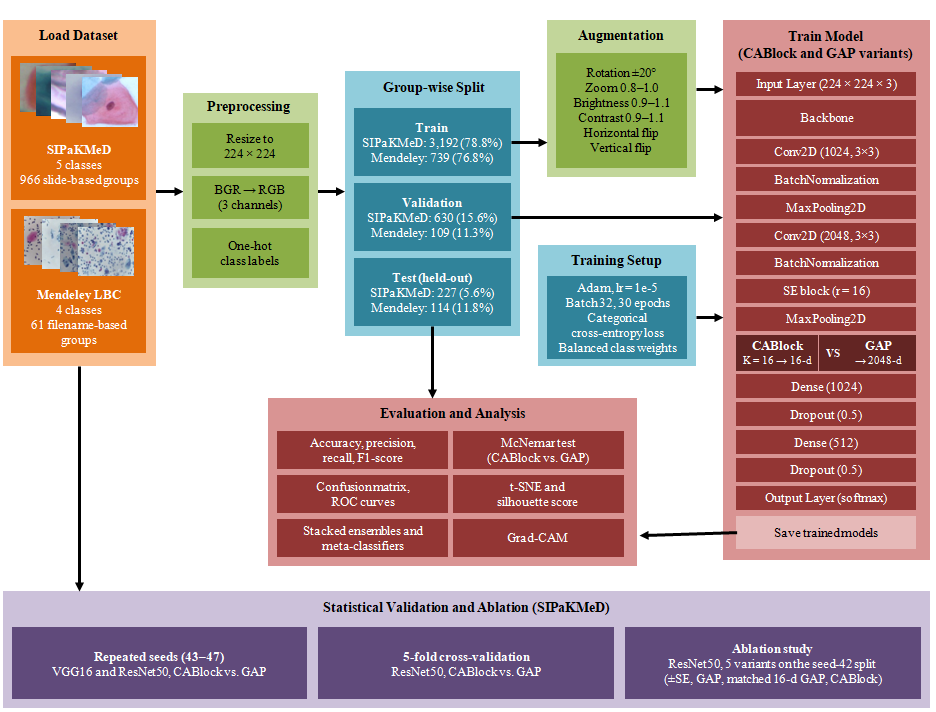 Load Dataset
SIPaKMeD
5 classes
966 slide-based groups
Mendeley LBC
4 classes
61 filename-based
groups
Preprocessing
Resize to
224 × 224
BGR → RGB
(3 channels)
One-hot
class labels
Group-wise Split
Train
SIPaKMeD: 3,192 (78.8%)
Mendeley: 739 (76.8%)
Validation
SIPaKMeD: 630 (15.6%)
Mendeley: 109 (11.3%)
Test (held-out)
SIPaKMeD: 227 (5.6%)
Mendeley: 114 (11.8%)
Augmentation
Rotation ±20°
Zoom 0.8–1.0
Brightness 0.9–1.1
Contrast 0.9–1.1
Horizontal flip
Vertical flip
Training Setup
Adam, lr = 1e-5
Batch 32, 30 epochs
Categorical
cross-entropy loss
Balanced class weights
Train Model
(CABlock and GAP variants)
Input Layer (224 × 224 × 3)
Backbone
Conv2D (1024, 3×3)
BatchNormalization
MaxPooling2D
Conv2D (2048, 3×3)
BatchNormalization
SE block (r = 16)
MaxPooling2D
CABlock
K = 16 → 16-d
VS
GAP
→ 2048-d
Dense (1024)
Dropout (0.5)
Dense (512)
Dropout (0.5)
Output Layer (softmax)
Save trained models
Evaluation and Analysis
Accuracy, precision,
recall, F1-score
McNemar test
(CABlock vs. GAP)
Confusion matrix,
ROC curves
t-SNE and
silhouette score
Stacked ensembles and
meta-classifiers
Grad-CAM
Statistical Validation and Ablation (SIPaKMeD)
Repeated seeds (43–47)
VGG16 and ResNet50, CABlock vs. GAP
5-fold cross-validation
ResNet50, CABlock vs. GAP
Ablation study
ResNet50, 5 variants on the seed-42 split
(±SE, GAP, matched 16-d GAP, CABlock)